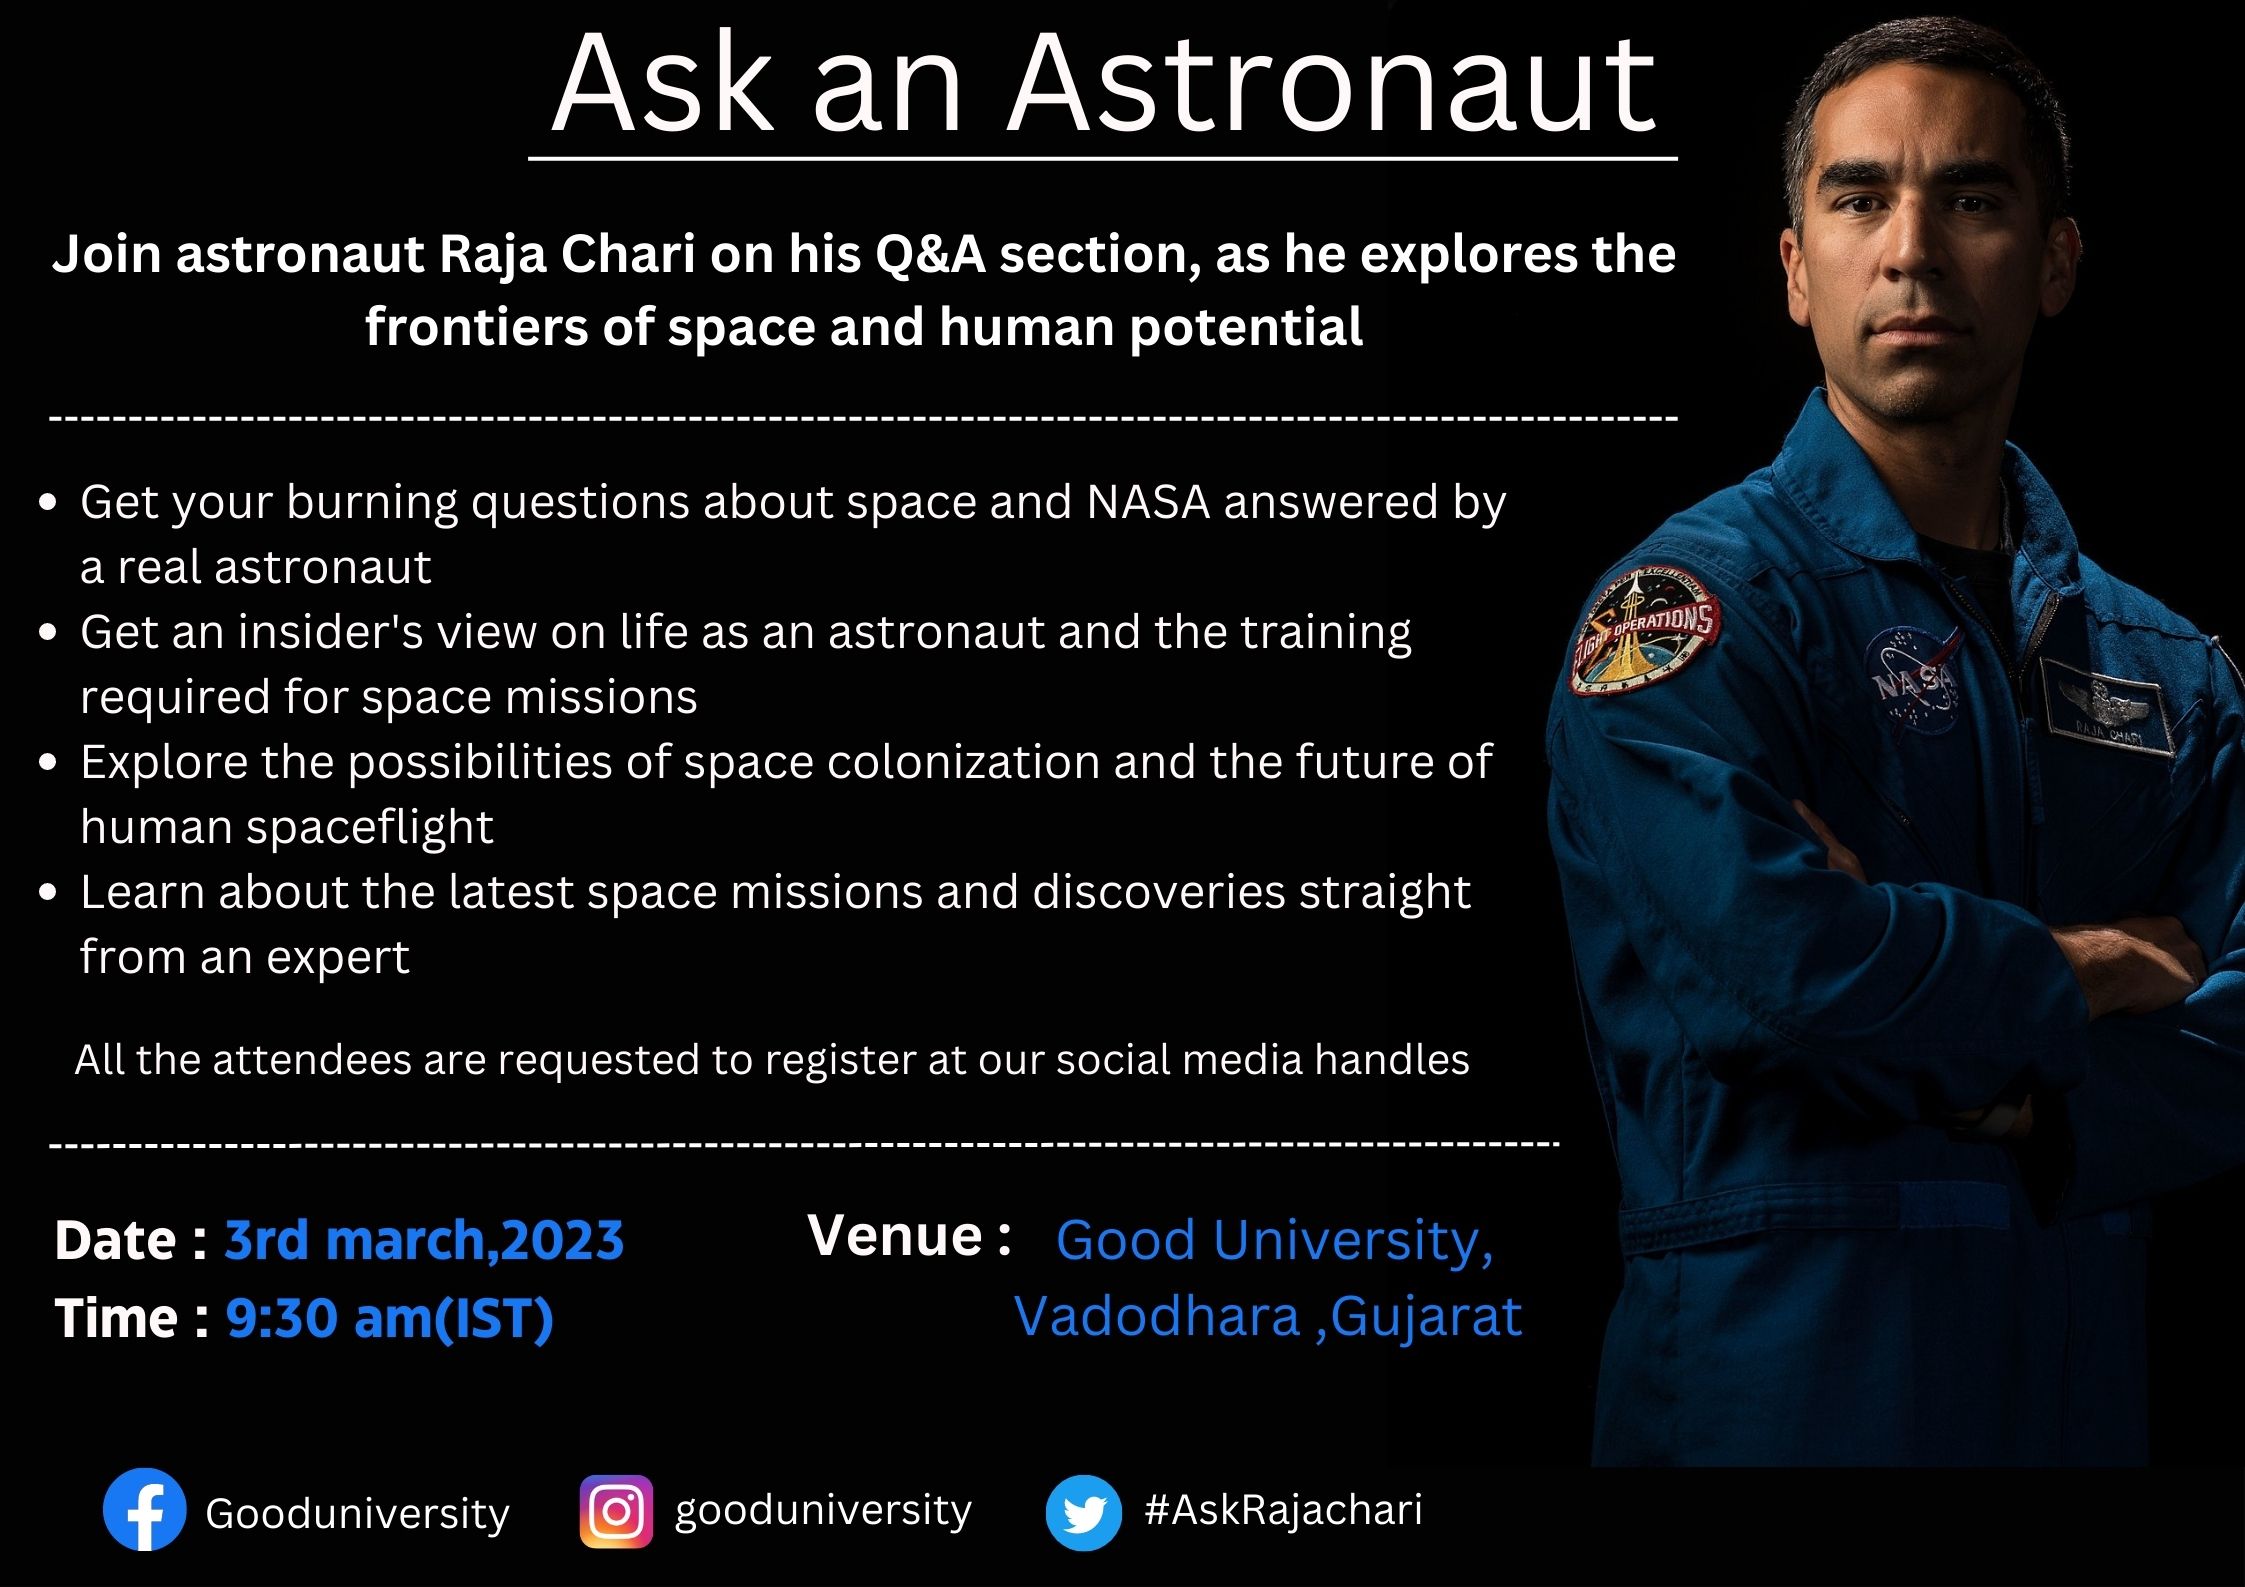 Ask an Astronaut
Join astronaut Raja Chari on his Q&A section, as he explores the
frontiers of space and human potential
• Get your burning questions about space and NASA answered by
a real astronaut
• Get an insider's view on life as an astronaut and the training
required for space missions
• Explore the possibilities of space colonization and the future of
human spaceflight
• Learn about the latest space missions and discoveries straight
from an expert
All the attendees are requested to register at our social media handles
Date : 3rd march,2023
Time : 9:30 am(IST)
Venue : Good University,
Vadodhara ,Gujarat
Gooduniversity
gooduniversity
#AskRajachari
FLIGHT OPERATIONS
NASA
RAJA CHARI